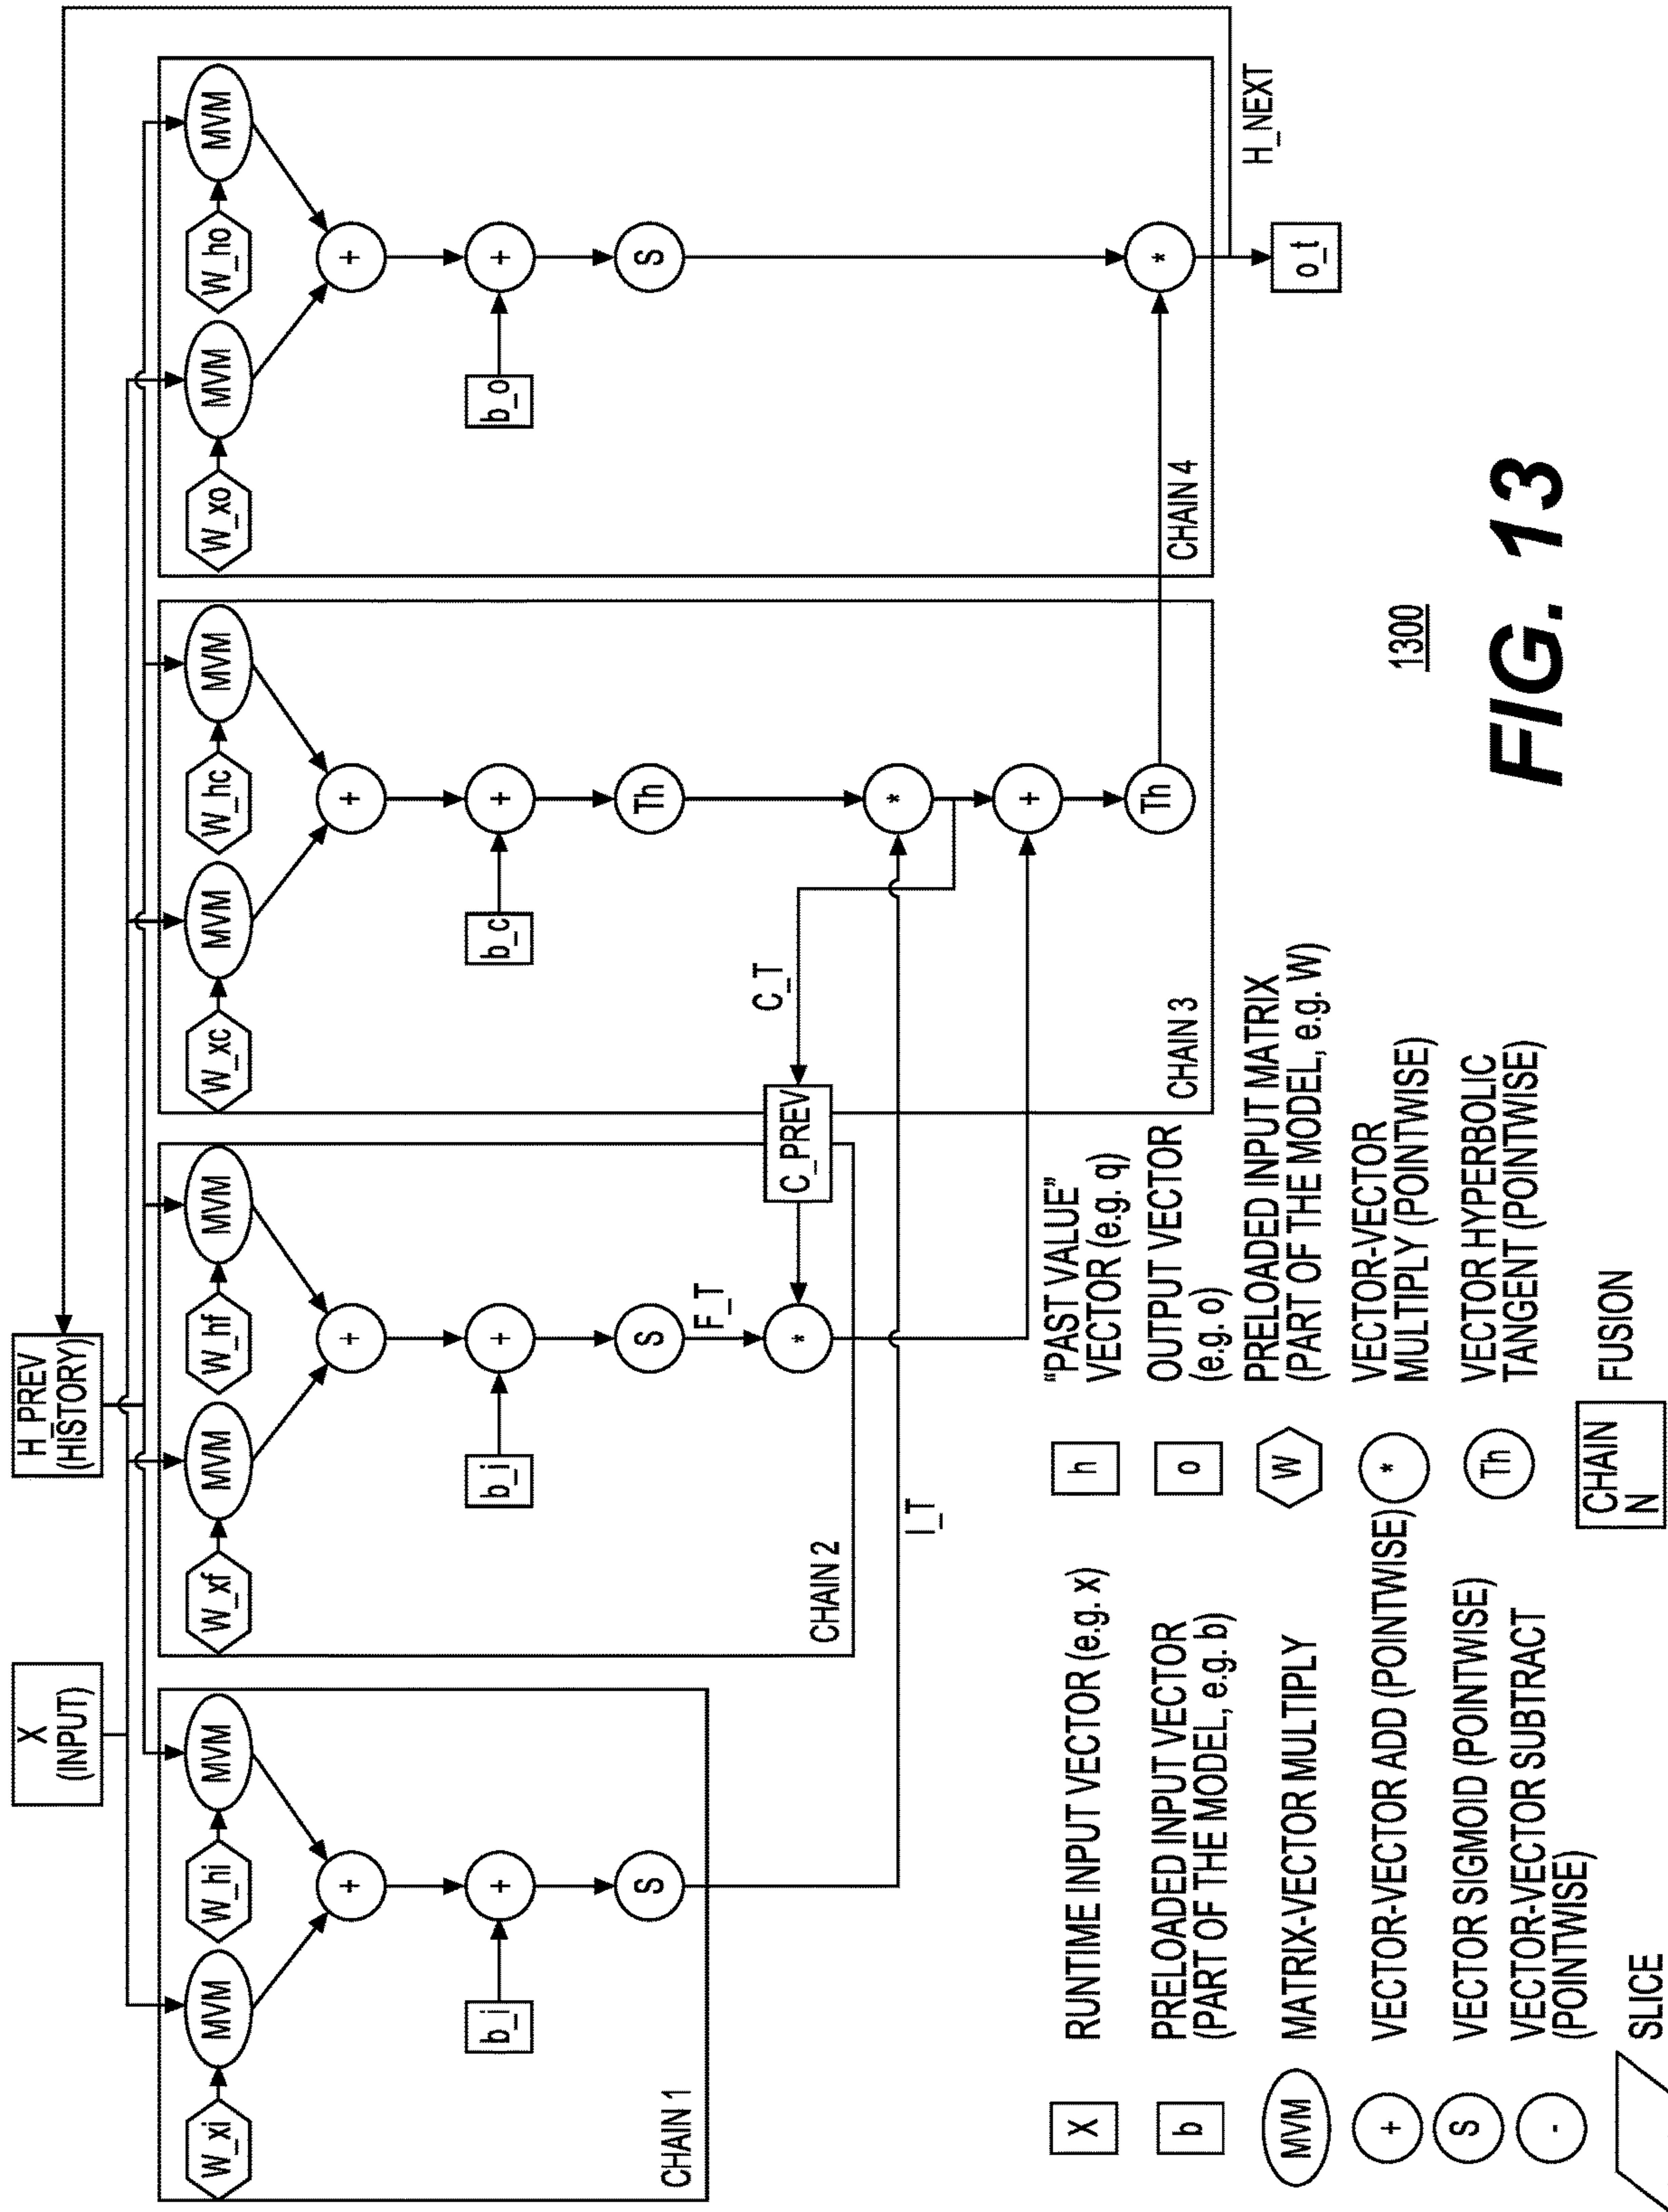 X
(INPUT)
H_PREV
(HISTORY)
W_xi
MVM
W_hi
MVM
+
b_i
+
S
CHAIN 1
I_T
W_xf
MVM
W_hf
MVM
+
b_i
+
S
F_T
*
C_PREV
CHAIN 2
W_xc
MVM
W_hc
MVM
+
b_c
+
Th
C_T
*
+
Th
CHAIN 3
W_xo
MVM
W_ho
MVM
+
b_o
+
S
*
CHAIN 4
H_NEXT
o_t
X
RUNTIME INPUT VECTOR (e.g. x)
b
PRELOADED INPUT VECTOR
(PART OF THE MODEL, e.g. b)
MVM
MATRIX-VECTOR MULTIPLY
+
VECTOR-VECTOR ADD (POINTWISE)
S
VECTOR SIGMOID (POINTWISE)
-
VECTOR-VECTOR SUBTRACT
(POINTWISE)
SLICE
h
“PAST VALUE”
VECTOR (e.g. q)
o
OUTPUT VECTOR
(e.g. o)
W
PRELOADED INPUT MATRIX
(PART OF THE MODEL, e.g. W)
*
VECTOR-VECTOR
MULTIPLY (POINTWISE)
Th
VECTOR HYPERBOLIC
TANGENT (POINTWISE)
CHAIN
N
FUSION
1300
FIG. 13